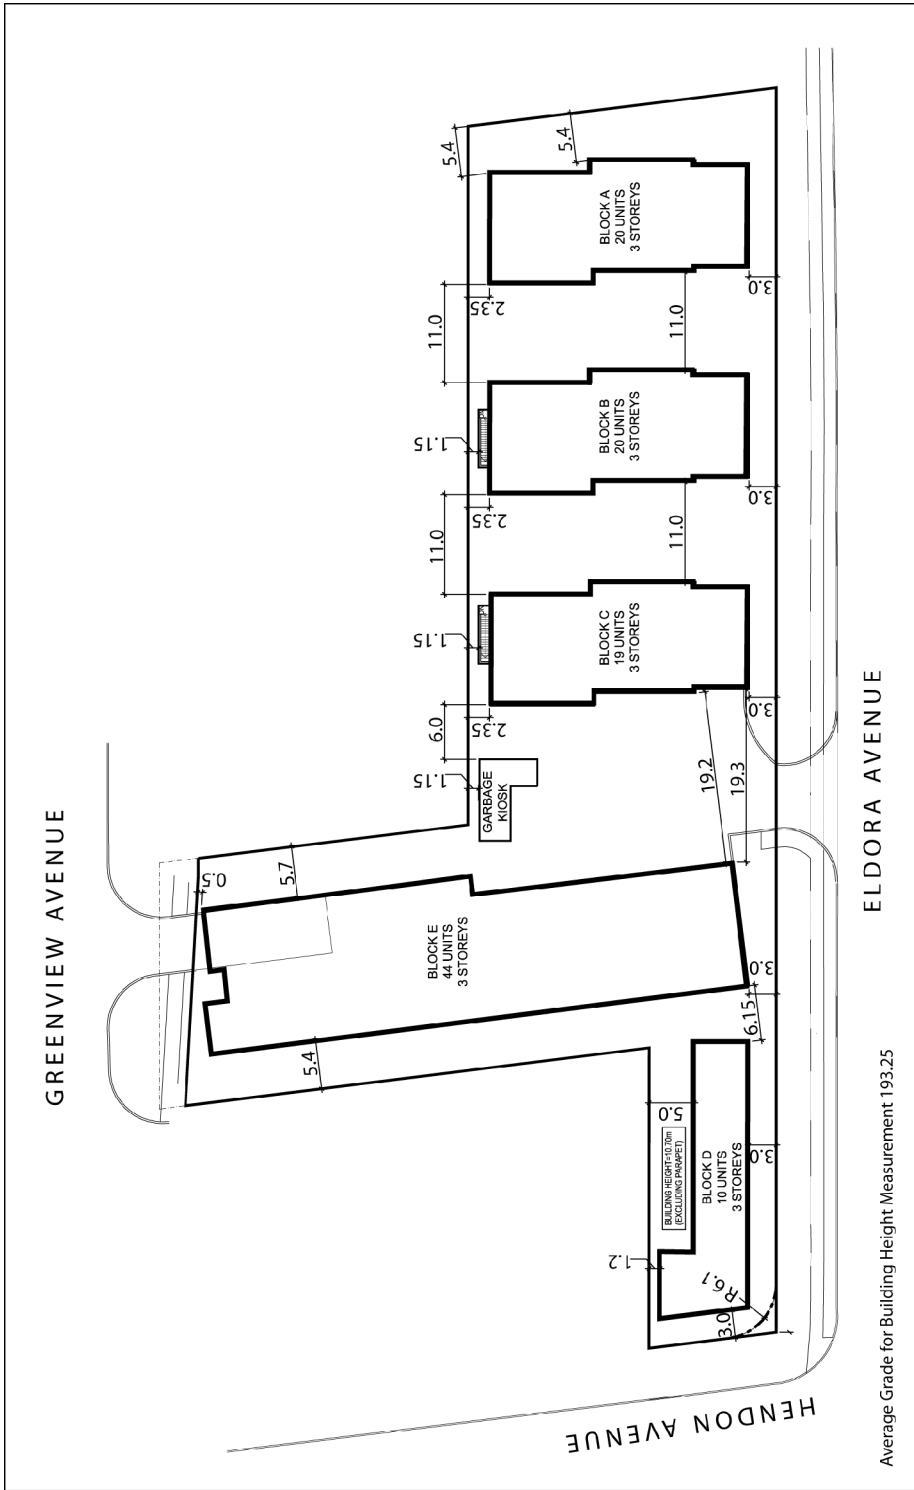 GREENVIEW AVENUE
5.4
5.4
BLOCK A
20 UNITS
3 STOREYS
2.35
3.0
11.0
11.0
1.15
BLOCK B
20 UNITS
3 STOREYS
2.35
3.0
11.0
11.0
1.15
BLOCK C
19 UNITS
3 STOREYS
2.35
3.0
6.0
1.15
GARBAGE
KIOSK
19.2
19.3
0.5
5.7
BLOCK E
44 UNITS
3 STOREYS
5.4
3.0
6.15
5.0
BUILDING HEIGHT=10.70m
(EXCLUDING PARAPET)
BLOCK D
10 UNITS
3 STOREYS
3.0
1.2
R6.1
3.0
HENDON AVENUE
ELDORA AVENUE
Average Grade for Building Height Measurement 193.25